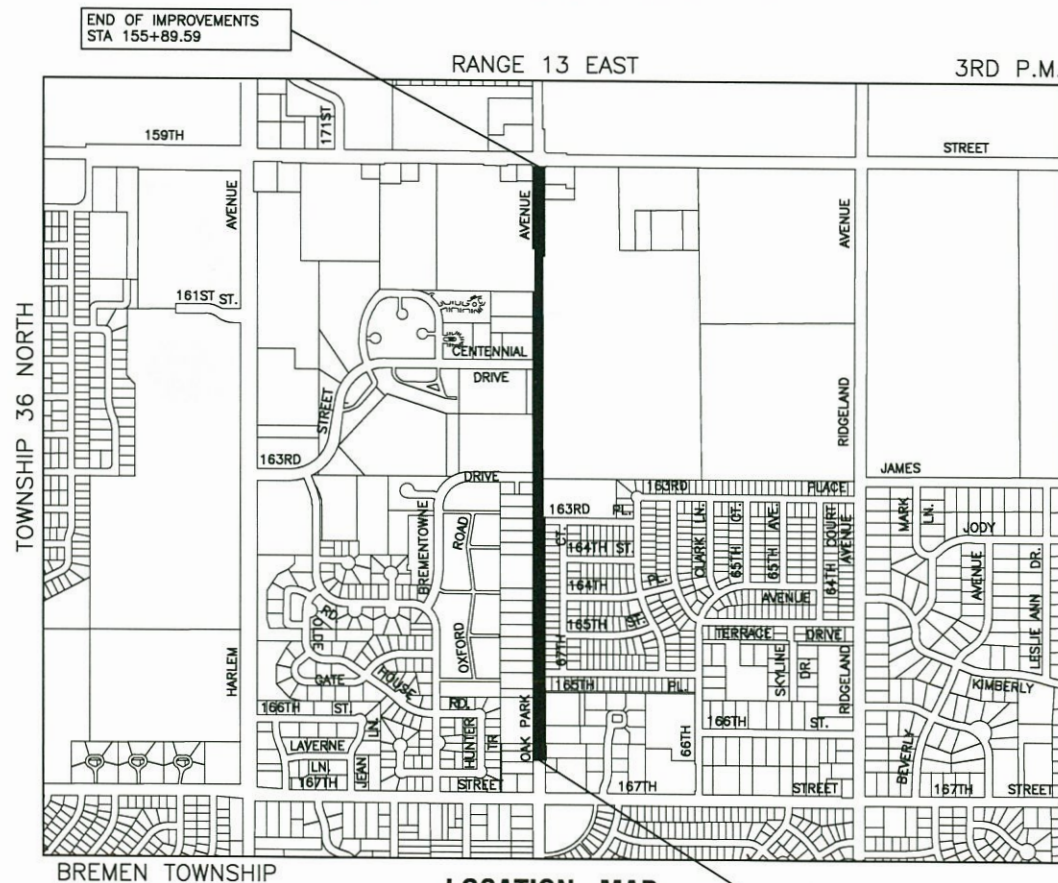 END OF IMPROVEMENTS
STA 155+89.59
RANGE 13 EAST
3RD P.M.
TOWNSHIP 36 NORTH
159TH
171ST
STREET
AVENUE
AVENUE
AVENUE
161ST ST.
CENTENNIAL
DRIVE
STREET
RIDGELAND
163RD
DRIVE
JAMES
163RD PLACE
163RD PL.
MARK LN.
JODY
BREMENTOWNE
ROAD
CT.
164TH ST.
CLARK LN.
65TH CT.
65TH AVE.
64TH COURT
AVENUE
164TH PL.
AVENUE
AVENUE
LESLIE ANN DR.
165TH ST.
RD.
OLDE
TERRACE DRIVE
HARLEM
OXFORD
67TH
SKYLINE DR.
RIDGELAND
GATE HOUSE
165TH PL.
KIMBERLY
166TH ST.
RD.
OAK PARK
66TH
166TH ST.
LAVERNE
LN.
JEAN LN.
HUNTER TR
BEVERLY
167TH STREET
167TH STREET
167TH STREET
BREMEN TOWNSHIP